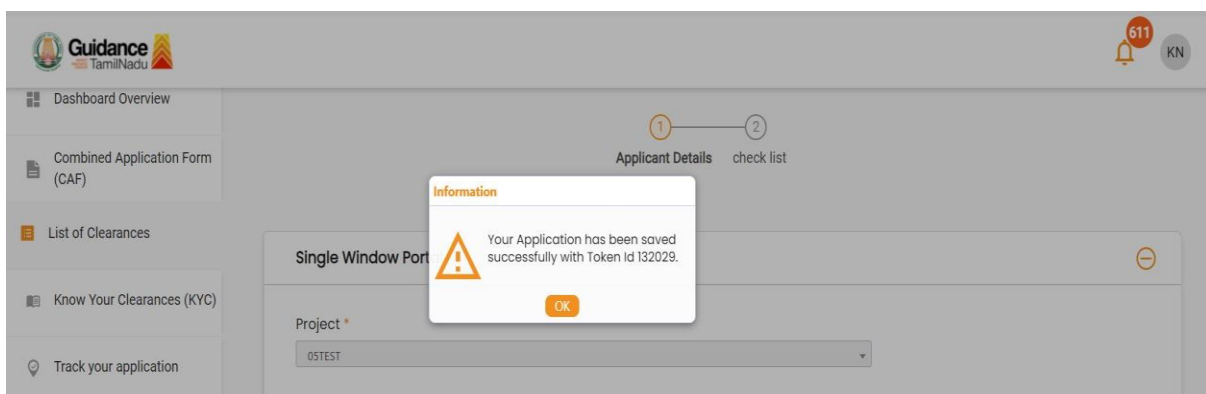 Guidance
TamilNadu
611
KN
Dashboard Overview
Combined Application Form
(CAF)
List of Clearances
Know Your Clearances (KYC)
Track your application
1
2
Applicant Details
check list
Information
Your Application has been saved
successfully with Token Id 132029.
OK
Single Window Port
Project *
05TEST